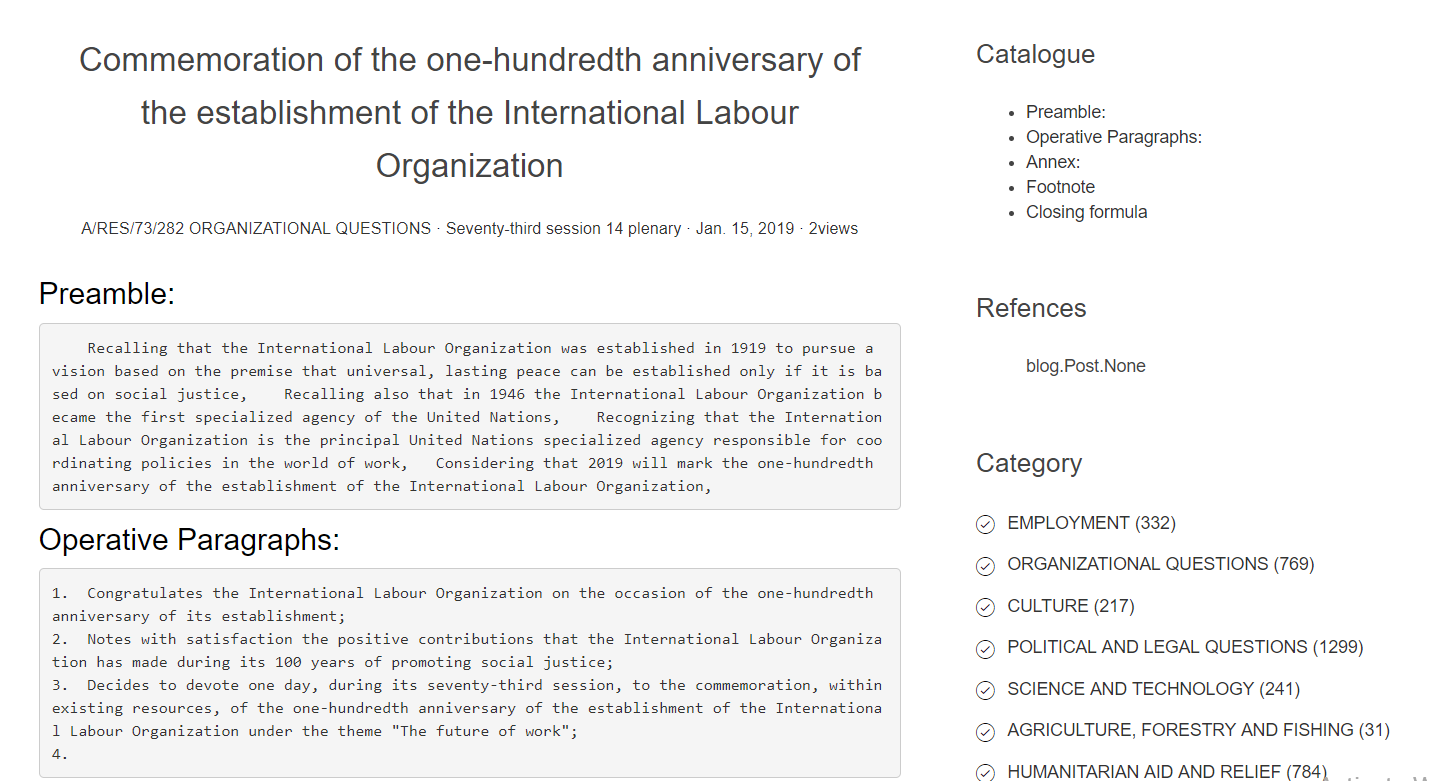 Commemoration of the one-hundredth anniversary of
the establishment of the International Labour
Organization
A/RES/73/282 ORGANIZATIONAL QUESTIONS · Seventy-third session 14 plenary · Jan. 15, 2019 · 2views
Preamble:
Recalling that the International Labour Organization was established in 1919 to pursue a
vision based on the premise that universal, lasting peace can be established only if it is ba
sed on social justice,    Recalling also that in 1946 the International Labour Organization b
ecame the first specialized agency of the United Nations,    Recognizing that the Internation
al Labour Organization is the principal United Nations specialized agency responsible for coo
rdinating policies in the world of work,   Considering that 2019 will mark the one-hundredth
anniversary of the establishment of the International Labour Organization,
Operative Paragraphs:
1.  Congratulates the International Labour Organization on the occasion of the one-hundredth
anniversary of its establishment;
2.  Notes with satisfaction the positive contributions that the International Labour Organiza
tion has made during its 100 years of promoting social justice;
3.  Decides to devote one day, during its seventy-third session, to the commemoration, within
existing resources, of the one-hundredth anniversary of the establishment of the Internationa
l Labour Organization under the theme "The future of work";
4.
Catalogue
• Preamble:
• Operative Paragraphs:
• Annex:
• Footnote
• Closing formula
Refences
blog.Post.None
Category
EMPLOYMENT (332)
ORGANIZATIONAL QUESTIONS (769)
CULTURE (217)
POLITICAL AND LEGAL QUESTIONS (1299)
SCIENCE AND TECHNOLOGY (241)
AGRICULTURE, FORESTRY AND FISHING (31)
HUMANITARIAN AID AND RELIEF (784)